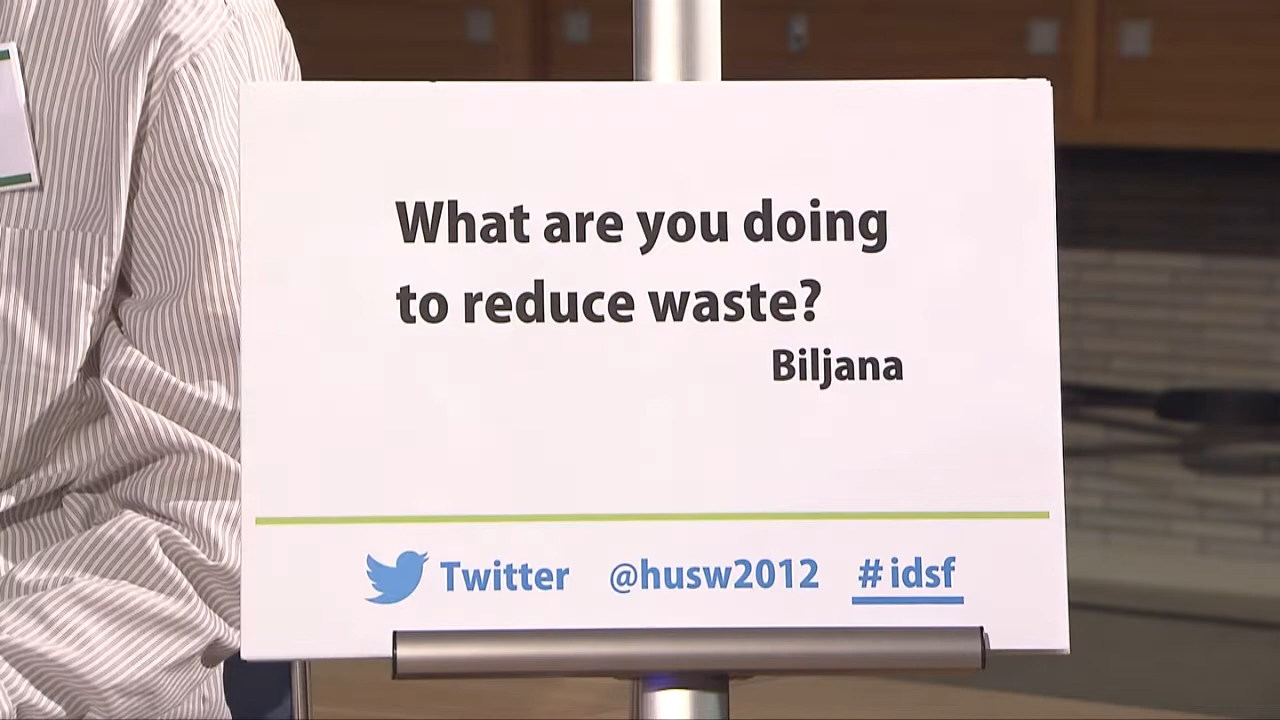 What are you doing
to reduce waste?
Biljana
Twitter @husw2012 #idsf